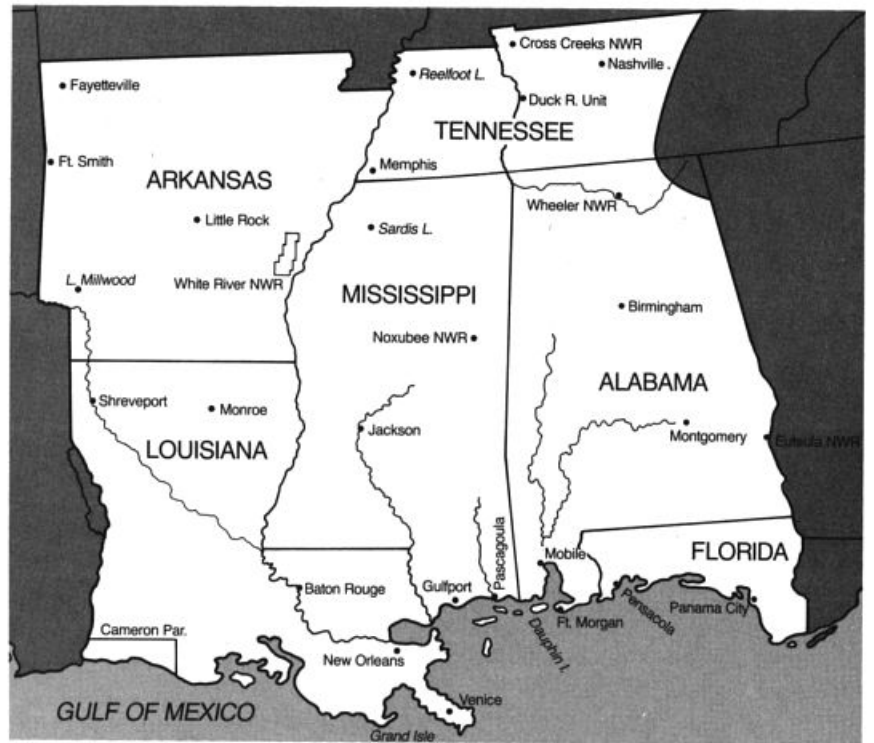 Cross Creeks NWR
Nashville .
Reelfoot L.
Fayetteville
Duck R. Unit
TENNESSEE
Ft. Smith
Memphis
ARKANSAS
Wheeler NWR
Little Rock
Sardis L.
L. Millwood
White River NWR
MISSISSIPPI
Birmingham
Noxubee NWR
ALABAMA
Shreveport
Monroe
Jackson
Montgomery
Eufaula NWR
LOUISIANA
Pascagoula
Mobile
FLORIDA
Baton Rouge
Gulfport
Pensacola
Panama City
Ft. Morgan
Dauphin I.
Cameron Par.
New Orleans
Venice
GULF OF MEXICO
Grand Isle